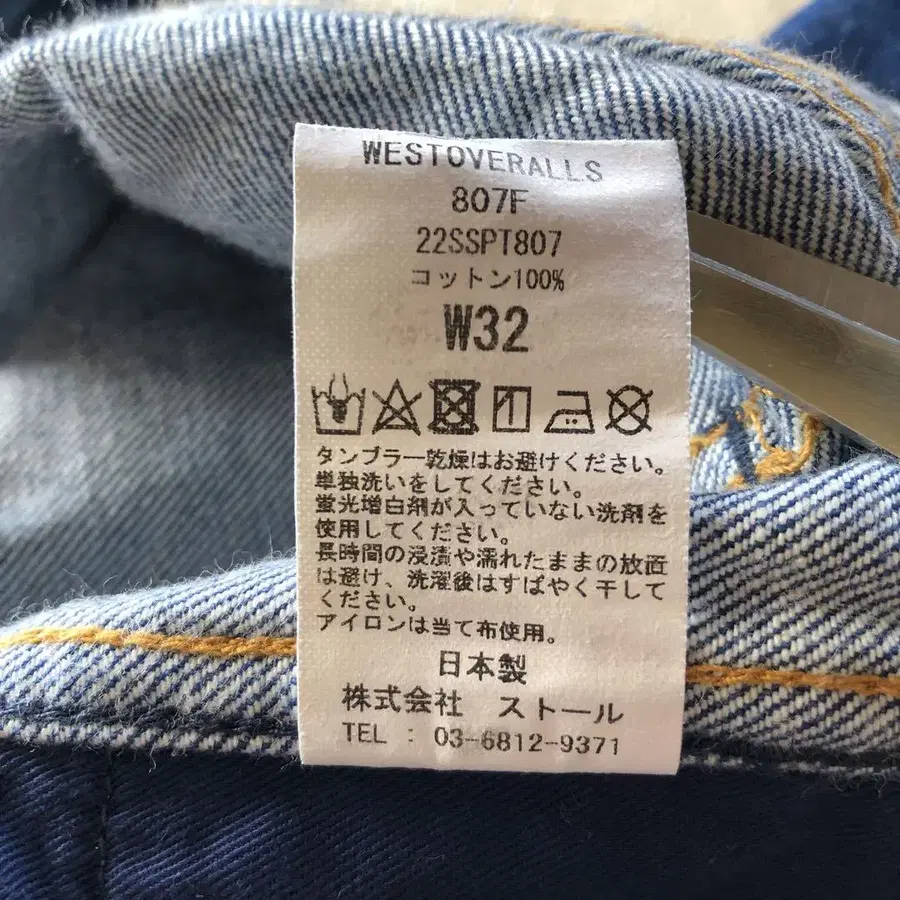 WESTOVERALLS
807F
22SSPT807
コットン100%
W32
タンブラー乾燥はお避けください。
単独洗いをしてください。
蛍光増白剤が入っていない洗剤を
使用してください。
長時間の浸漬や濡れたままの放置
は避け、洗濯後はすばやく干して
ください。
アイロンは当て布使用。
日本製
株式会社 ストール
TEL : 03-6812-9371